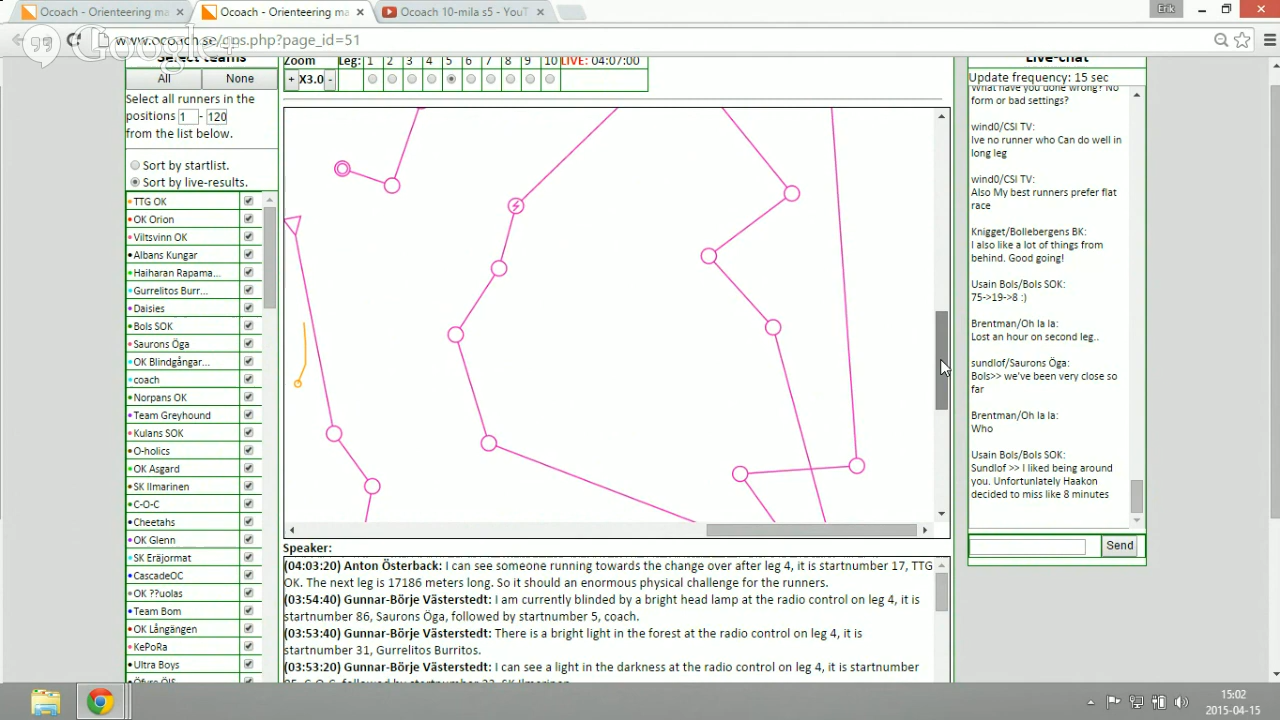 Ocoach - Orienteering ma
Ocoach - Orienteering ma
Ocoach 10-mila s5 - YouT
Erik
www.ocoach.se/cms.php?page_id=51
Google+
Select teams
All None
Select all runners in the
positions 1 - 120
from the list below.
Sort by startlist.
Sort by live-results.
TTG OK
OK Orion
Viltsvinn OK
Albans Kungar
Haiharan Rapama...
Gurrelitos Burr...
Daisies
Bols SOK
Saurons Öga
OK Blindgångar...
coach
Norpans OK
Team Greyhound
Kulans SOK
O-holics
OK Asgard
SK Ilmarinen
C-O-C
Cheetahs
OK Glenn
SK Eräjormat
CascadeOC
OK ??uolas
Team Bom
OK Långängen
KePoRa
Ultra Boys
Zoom Leg: 1 2 3 4 5 6 7 8 9 10 LIVE: 04:07:00
+ X3.0 -
Speaker:
(04:03:20) Anton Österback: I can see someone running towards the change over after leg 4, it is startnumber 17, TTG
OK. The next leg is 17186 meters long. So it should an enormous physical challenge for the runners.
(03:54:40) Gunnar-Börje Västerstedt: I am currently blinded by a bright head lamp at the radio control on leg 4, it is
startnumber 86, Saurons Öga, followed by startnumber 5, coach.
(03:53:40) Gunnar-Börje Västerstedt: There is a bright light in the forest at the radio control on leg 4, it is
startnumber 31, Gurrelitos Burritos.
(03:53:20) Gunnar-Börje Västerstedt: I can see a light in the darkness at the radio control on leg 4, it is startnumber
Live-chat
Update frequency: 15 sec
What have you done wrong? No
form or bad settings?
wind0/CSI TV:
Ive no runner who Can do well in
long leg
wind0/CSI TV:
Also My best runners prefer flat
race
Knigget/Bollebergens BK:
I also like a lot of things from
behind. Good going!
Usain Bols/Bols SOK:
75->19->8 :)
Brentman/Oh la la:
Lost an hour on second leg..
sundlof/Saurons Öga:
Bols>> we've been very close so
far
Brentman/Oh la la:
Who
Usain Bols/Bols SOK:
Sundlof >> I liked being around
you. Unfortunlately Haakon
decided to miss like 8 minutes
Send
15:02
2015-04-15